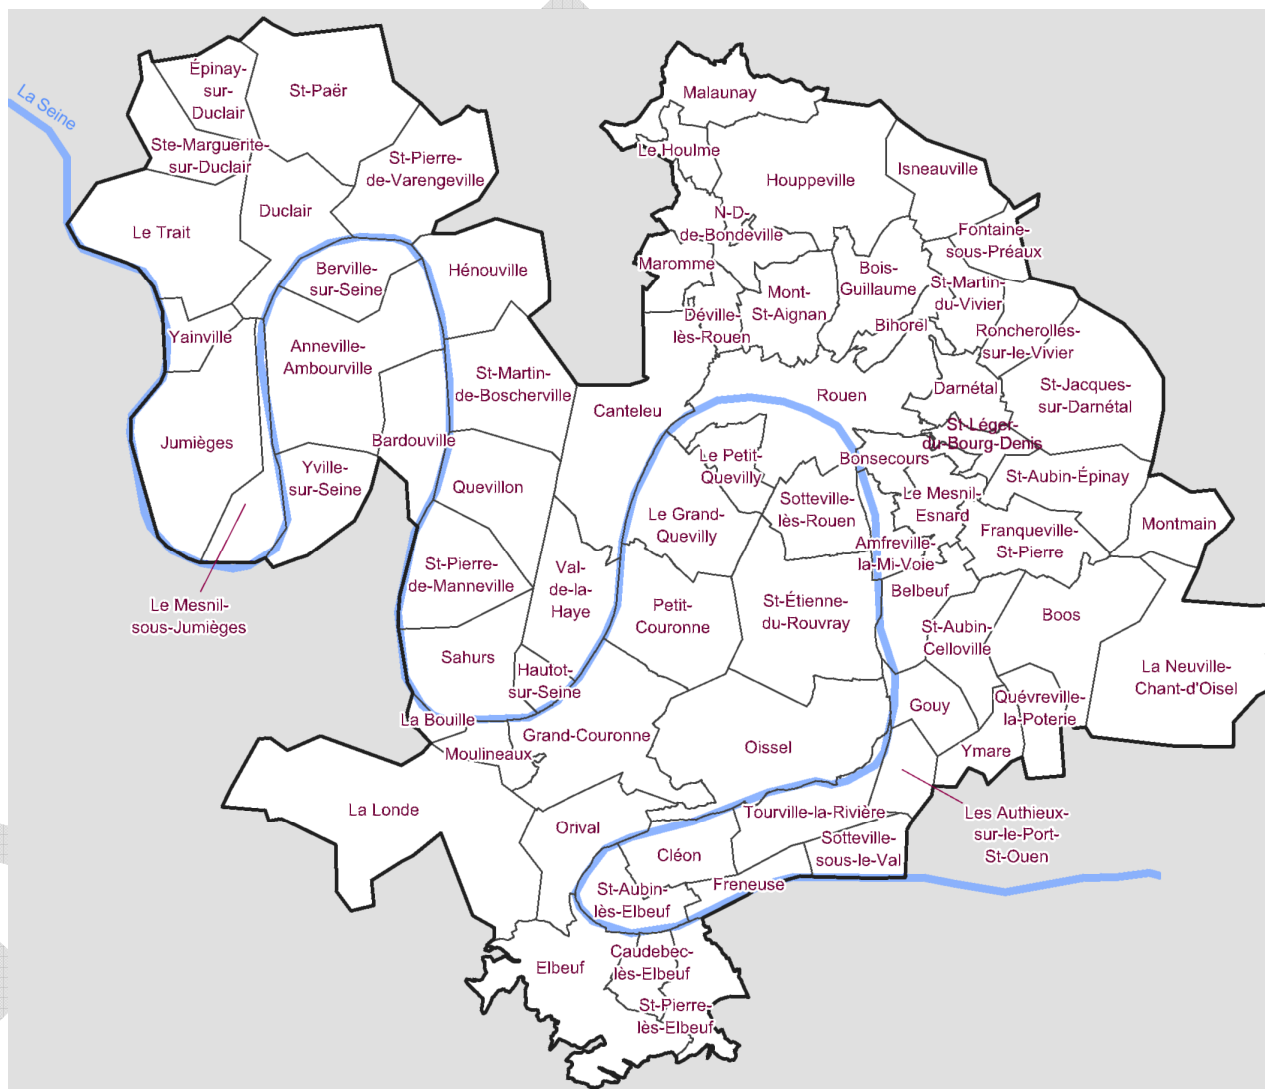 La Seine
Épinay-
sur-
Duclair
St-Paër
Ste-Marguerite-
sur-Duclair
St-Pierre-
de-Varengeville
Duclair
Le Trait
Berville-
sur-Seine
Hénouville
Yainville
Anneville-
Ambourville
St-Martin-
de-Boscherville
Jumièges
Bardouville
Yville-
sur-Seine
Quevillon
Le Mesnil-
sous-Jumièges
St-Pierre-
de-Manneville
Sahurs
Val-
de-la-
Haye
Hautot-
sur-Seine
Canteleu
Malaunay
Le Houlme
Houppeville
Isneauville
N-D-
de-Bondeville
Fontaine-
sous-Préaux
Maromme
Bois-
Guillaume
Mont-
St-Aignan
St-Martin-
du-Vivier
Déville-
lès-Rouen
Bihorel
Roncherolles-
sur-le-Vivier
Rouen
Darnétal
St-Jacques-
sur-Darnétal
St-Léger-
du-Bourg-Denis
Bonsecours
Le Petit-
Quevilly
Sotteville-
lès-Rouen
Le Mesnil-
Esnard
St-Aubin-Épinay
Le Grand-
Quevilly
Franqueville-
St-Pierre
Montmain
Amfreville-
la-Mi-Voie
Belbeuf
Petit-
Couronne
St-Étienne-
du-Rouvray
St-Aubin-
Celloville
Boos
La Neuville-
Chant-d'Oisel
Gouy
Quévreville-
la-Poterie
Ymare
La Bouille
Moulineaux
Grand-Couronne
Oissel
La Londe
Orival
Tourville-la-Rivière
Les Authieux-
sur-le-Port-
St-Ouen
Sotteville-
sous-le-Val
Cléon
Freneuse
St-Aubin-
lès-Elbeuf
Elbeuf
Caudebec-
lès-Elbeuf
St-Pierre-
lès-Elbeuf